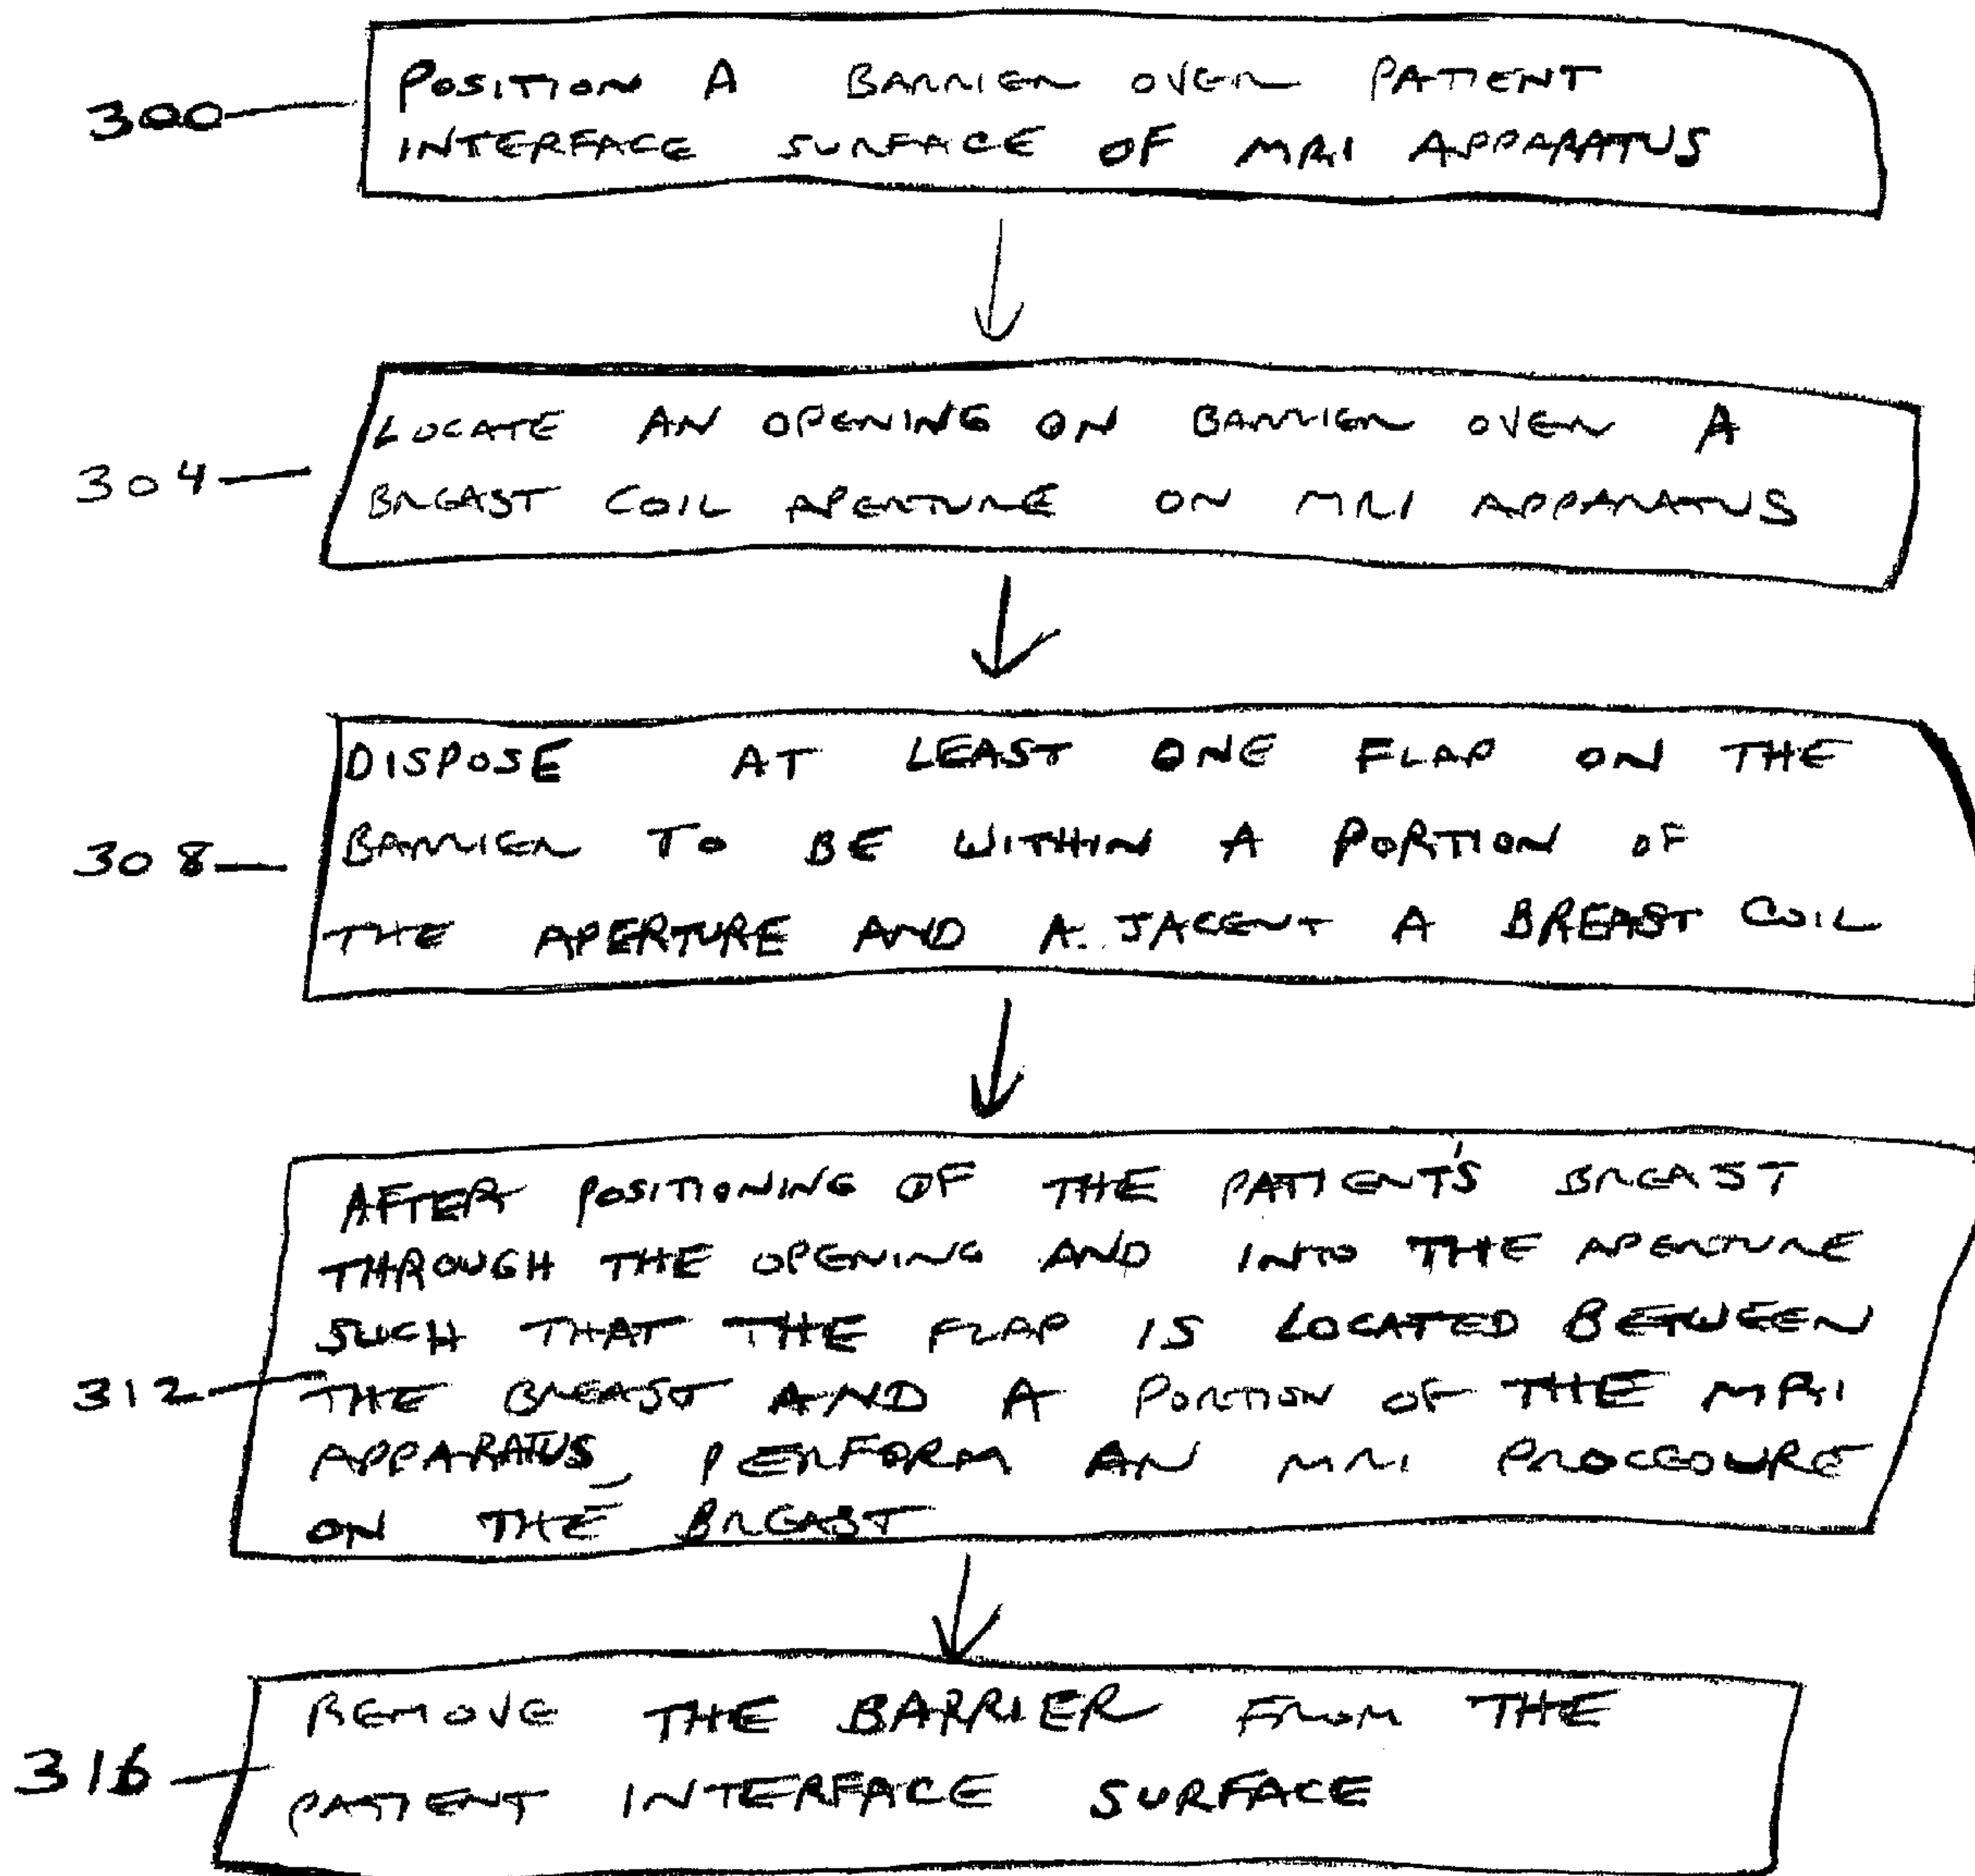 300
POSITION A BARRIER OVER PATIENT
INTERFACE SURFACE OF MRI APPARATUS
304
LOCATE AN OPENING ON BARRIER OVER A
BREAST COIL APERTURE ON MRI APPARATUS
308
DISPOSE AT LEAST ONE FLAP ON THE
BARRIER TO BE WITHIN A PORTION OF
THE APERTURE AND A JACENT A BREAST COIL
312
AFTER POSITIONING OF THE PATIENT'S BREAST
THROUGH THE OPENING AND INTO THE APERTURE
SUCH THAT THE FLAP IS LOCATED BETWEEN
THE BREAST AND A PORTION OF THE MRI
APPARATUS, PERFORM AN MRI PROCEDURE
ON THE BREAST
316
REMOVE THE BARRIER FROM THE
PATIENT INTERFACE SURFACE